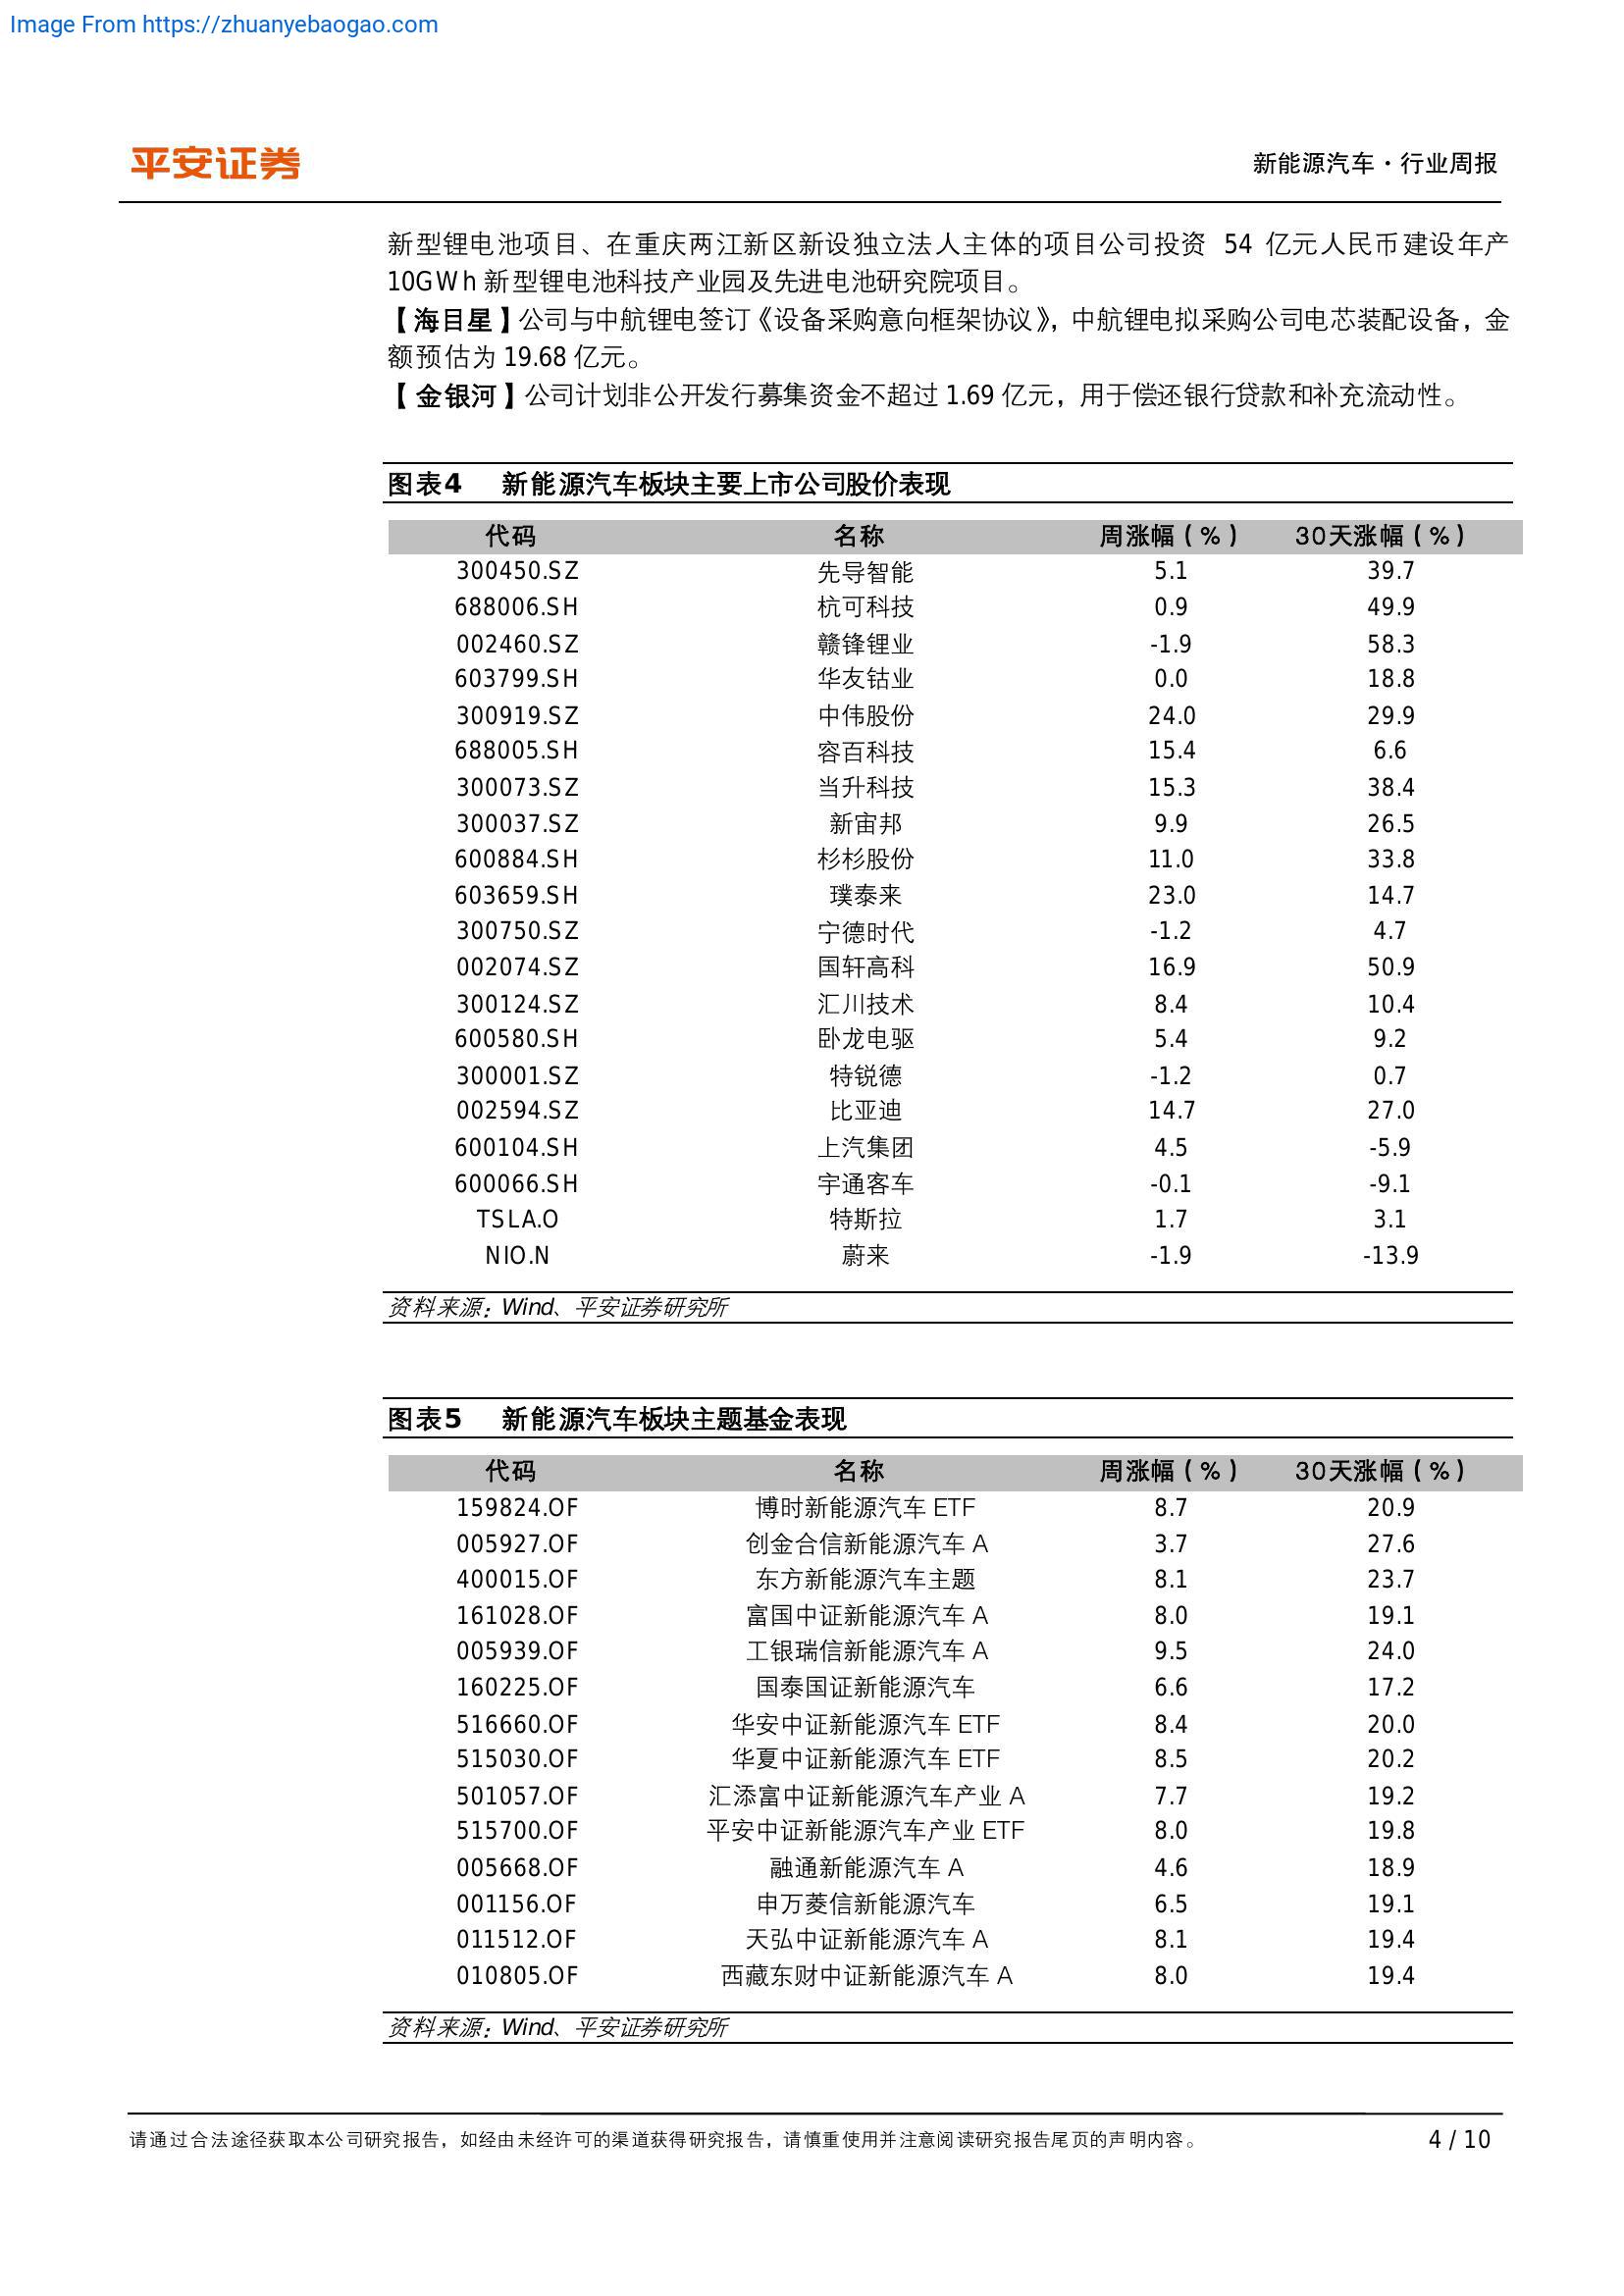 Image From https://zhuanyebaogao.com
平安证券
新能源汽车·行业周报
新型锂电池项目、在重庆两江新区新设独立法人主体的项目公司投资 54 亿元人民币建设年产
10GWh 新型锂电池科技产业园及先进电池研究院项目。
【海目星】公司与中航锂电签订《设备采购意向框架协议》，中航锂电拟采购公司电芯装配设备，金
额预估为 19.68 亿元。
【金银河】公司计划非公开发行募集资金不超过 1.69 亿元，用于偿还银行贷款和补充流动性。
图表4 新能源汽车板块主要上市公司股价表现
代码 名称 周涨幅（%） 30天涨幅（%）
300450.SZ 先导智能 5.1 39.7
688006.SH 杭可科技 0.9 49.9
002460.SZ 赣锋锂业 -1.9 58.3
603799.SH 华友钴业 0.0 18.8
300919.SZ 中伟股份 24.0 29.9
688005.SH 容百科技 15.4 6.6
300073.SZ 当升科技 15.3 38.4
300037.SZ 新宙邦 9.9 26.5
600884.SH 杉杉股份 11.0 33.8
603659.SH 璞泰来 23.0 14.7
300750.SZ 宁德时代 -1.2 4.7
002074.SZ 国轩高科 16.9 50.9
300124.SZ 汇川技术 8.4 10.4
600580.SH 卧龙电驱 5.4 9.2
300001.SZ 特锐德 -1.2 0.7
002594.SZ 比亚迪 14.7 27.0
600104.SH 上汽集团 4.5 -5.9
600066.SH 宇通客车 -0.1 -9.1
TSLA.O 特斯拉 1.7 3.1
NIO.N 蔚来 -1.9 -13.9
资料来源：Wind、平安证券研究所
图表5 新能源汽车板块主题基金表现
代码 名称 周涨幅（%） 30天涨幅（%）
159824.OF 博时新能源汽车 ETF 8.7 20.9
005927.OF 创金合信新能源汽车 A 3.7 27.6
400015.OF 东方新能源汽车主题 8.1 23.7
161028.OF 富国中证新能源汽车 A 8.0 19.1
005939.OF 工银瑞信新能源汽车 A 9.5 24.0
160225.OF 国泰国证新能源汽车 6.6 17.2
516660.OF 华安中证新能源汽车 ETF 8.4 20.0
515030.OF 华夏中证新能源汽车 ETF 8.5 20.2
501057.OF 汇添富中证新能源汽车产业 A 7.7 19.2
515700.OF 平安中证新能源汽车产业 ETF 8.0 19.8
005668.OF 融通新能源汽车 A 4.6 18.9
001156.OF 申万菱信新能源汽车 6.5 19.1
011512.OF 天弘中证新能源汽车 A 8.1 19.4
010805.OF 西藏东财中证新能源汽车 A 8.0 19.4
资料来源：Wind、平安证券研究所
请通过合法途径获取本公司研究报告，如经由未经许可的渠道获得研究报告，请慎重使用并注意阅读研究报告尾页的声明内容。 4 / 10